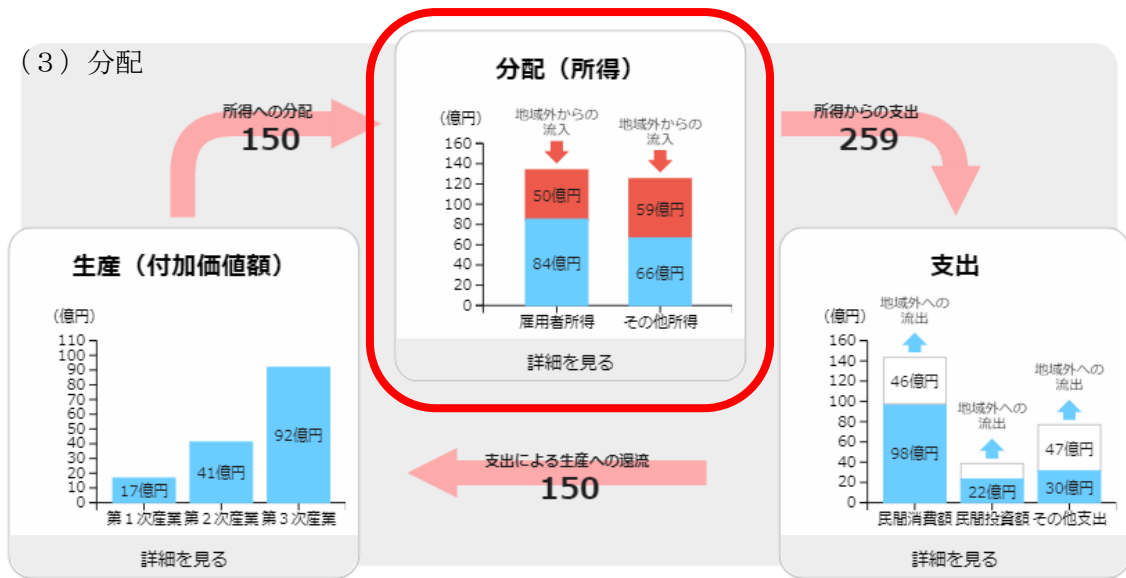 （３）分配
所得への分配
150
分配（所得）
(億円)
地域外からの
流入
地域外からの
流入
160
140
120
100
80
60
40
20
0
50億円
84億円
59億円
66億円
雇用者所得
その他所得
詳細を見る
所得からの支出
259
生産（付加価値額）
(億円)
110
100
90
80
70
60
50
40
30
20
10
0
17億円
41億円
92億円
第１次産業
第２次産業
第３次産業
詳細を見る
支出による生産への還流
150
支出
(億円)
地域外への
流出
地域外への
流出
地域外への
流出
160
140
120
100
80
60
40
20
0
46億円
98億円
22億円
47億円
30億円
民間消費額
民間投資額
その他支出
詳細を見る